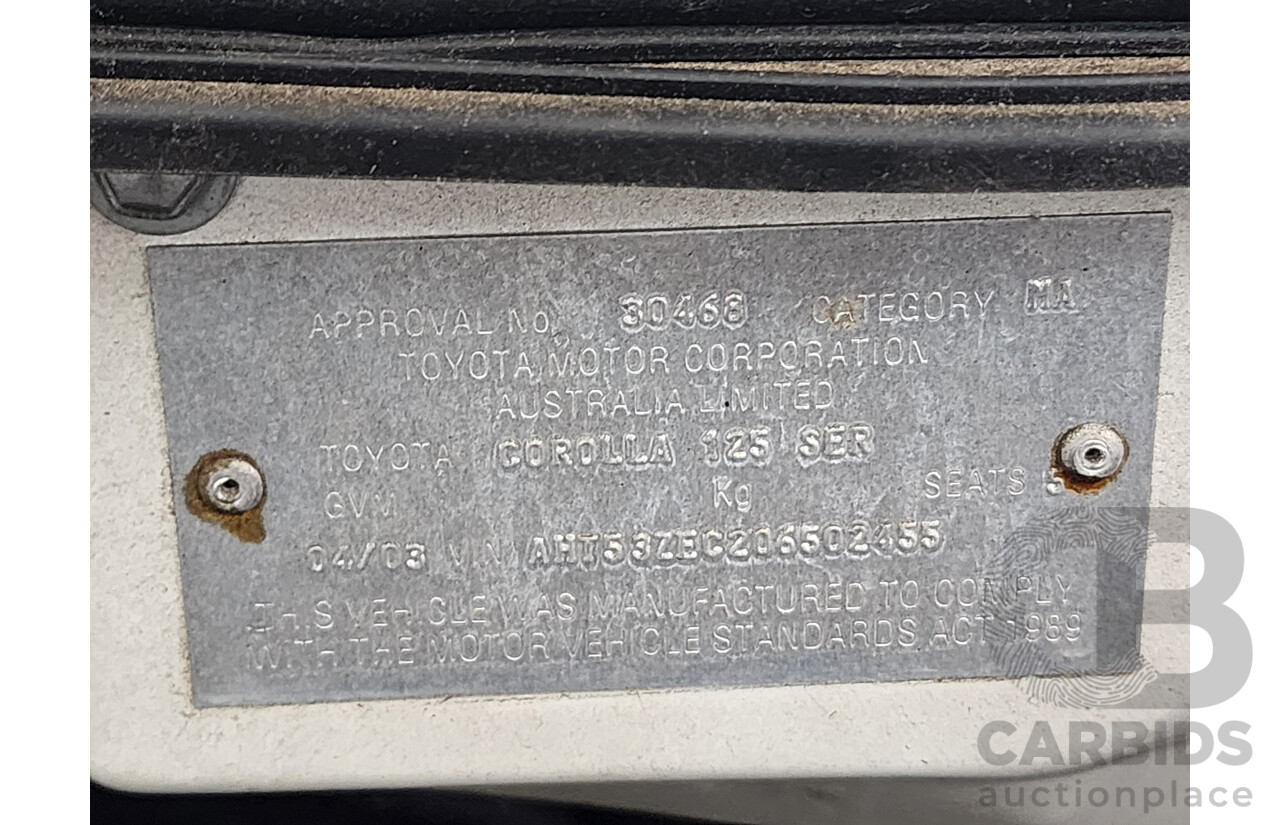 APPROVAL No. 30468 CATEGORY MA
TOYOTA MOTOR CORPORATION
AUSTRALIA LIMITED
TOYOTA COROLLA 125 SER
GVM Kg SEATS 5
04/03 VIN AHT53ZEC206502455
THIS VEHICLE WAS MANUFACTURED TO COMPLY
WITH THE MOTOR VEHICLE STANDARDS ACT 1989
CB
CARBIDS
auctionplace